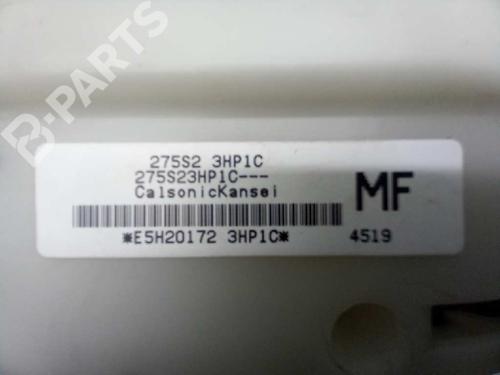 B-PARTS
275S2 3HP1C
275S23HP1C---
CalsonicKansei
MF
*E5H20172 3HP1C*
4519